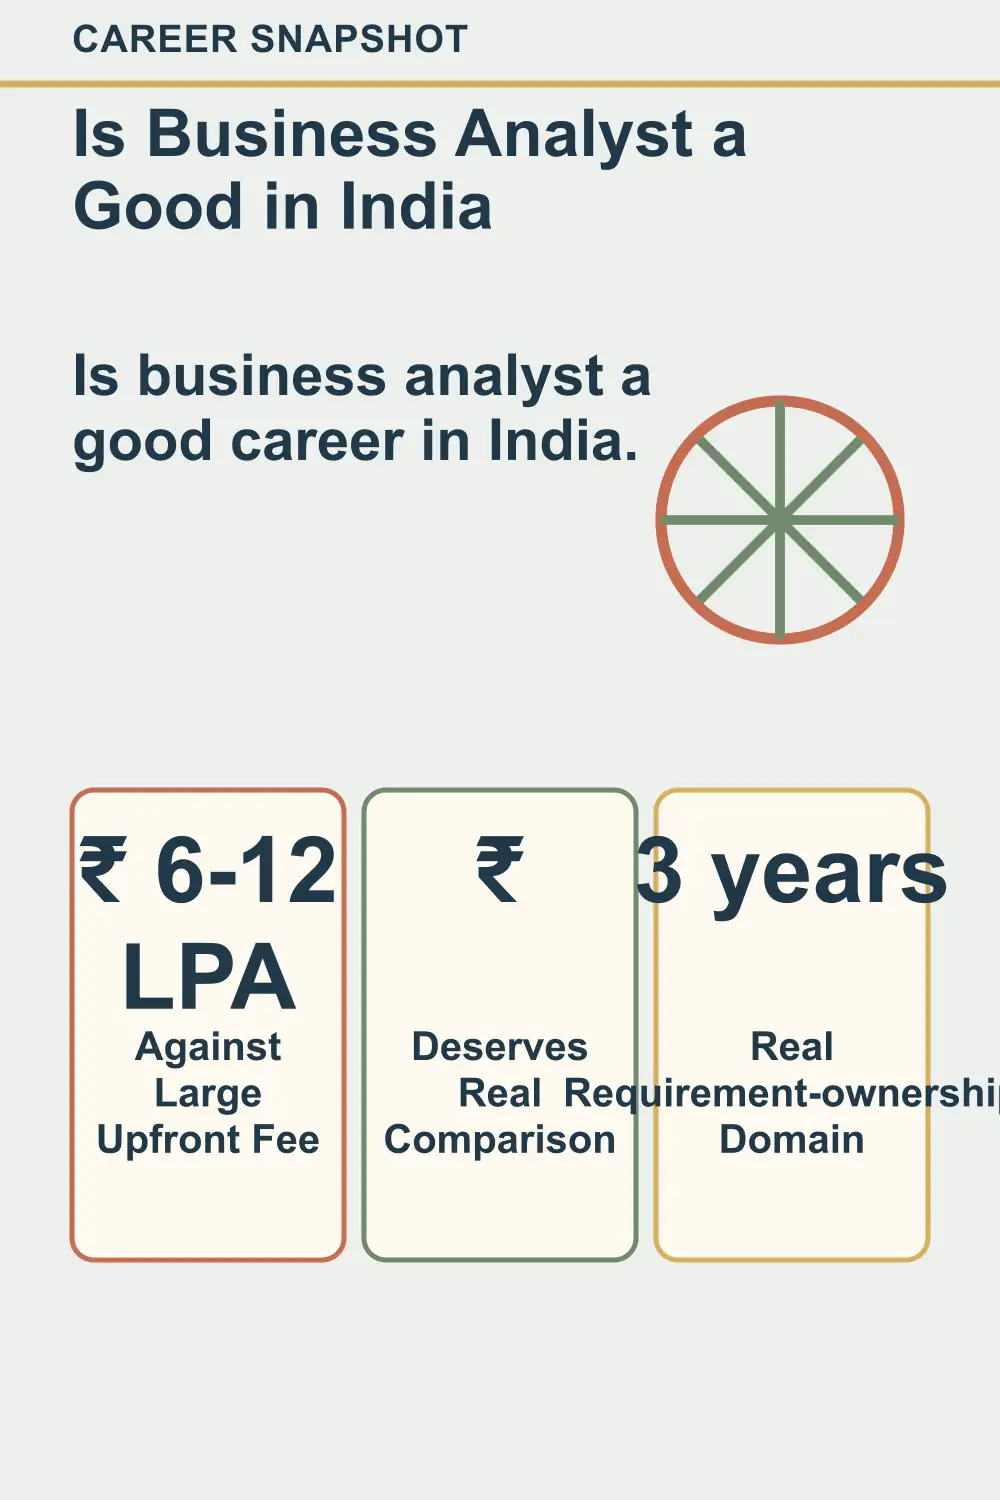 CAREER SNAPSHOT
Is Business Analyst a
Good in India
Is business analyst a
good career in India.
₹ 6-12
LPA
Against
Large
Upfront Fee
₹
Deserves
Real
Comparison
3 years
Real
Requirement-ownership
Domain